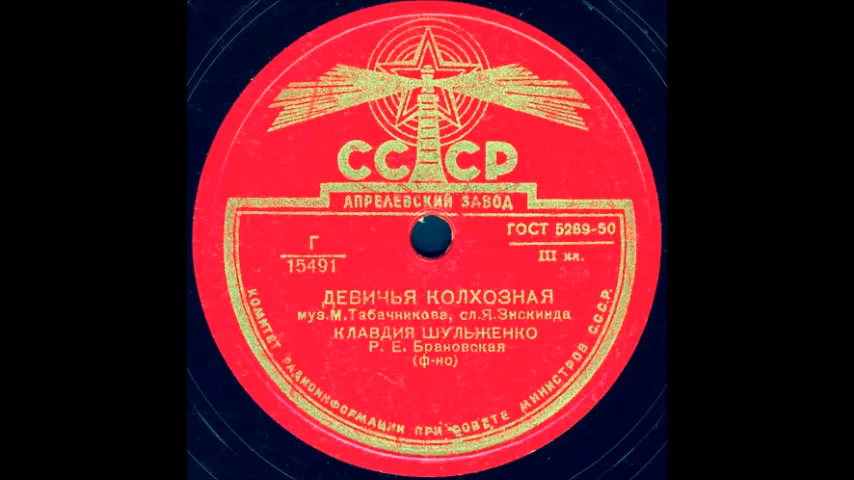 СССР
АПРЕЛЕВСКИЙ ЗАВОД
ГОСТ 5289-50
Г
15491
III кл.
ДЕВИЧЬЯ КОЛХОЗНАЯ
муз. М. Табачникова, сл. Я. Зискинда
КЛАВДИЯ ШУЛЬЖЕНКО
Р. Е. Брановская
(ф-но)
КОМИТЕТ РАДИОИНФОРМАЦИИ ПРИ СОВЕТЕ МИНИСТРОВ С.С.С.Р.